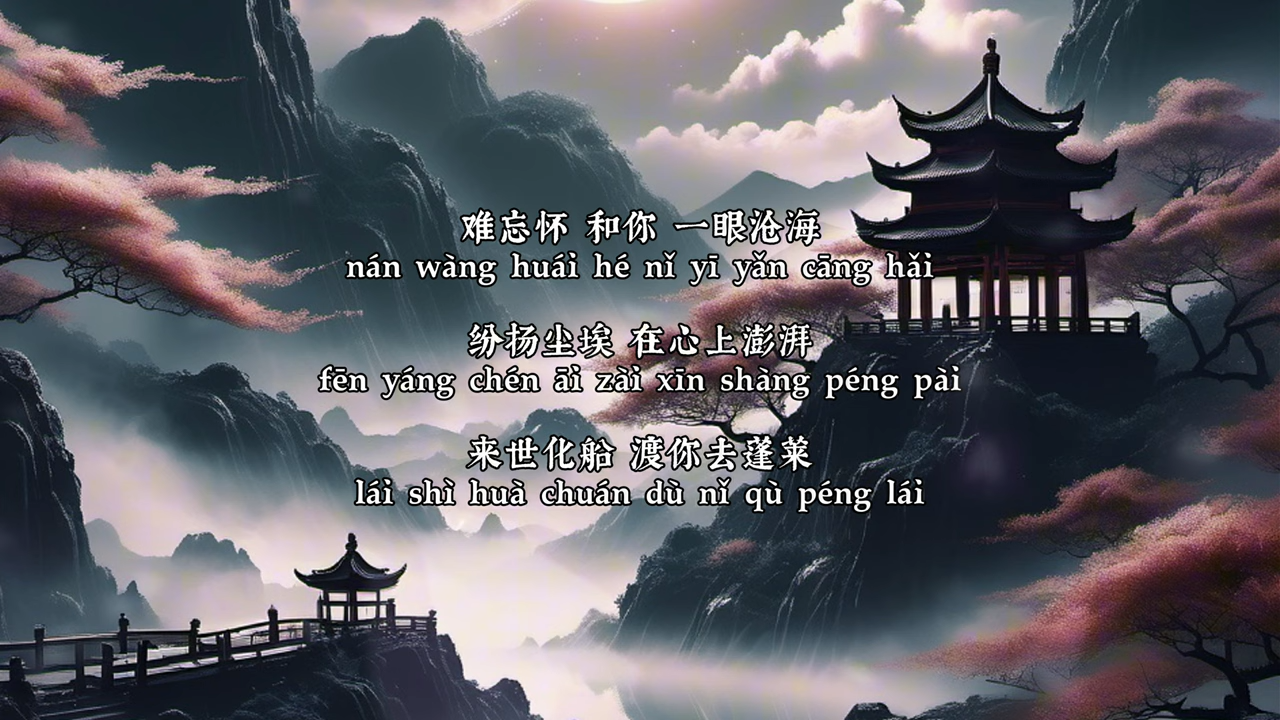 难忘怀 和你 一眼沧海
nán wàng huái hé nǐ yī yǎn cāng hǎi
纷扬尘埃 在心上澎湃
fēn yáng chén āi zài xīn shàng péng pài
来世化船 渡你去蓬莱
lái shì huà chuán dù nǐ qù péng lái